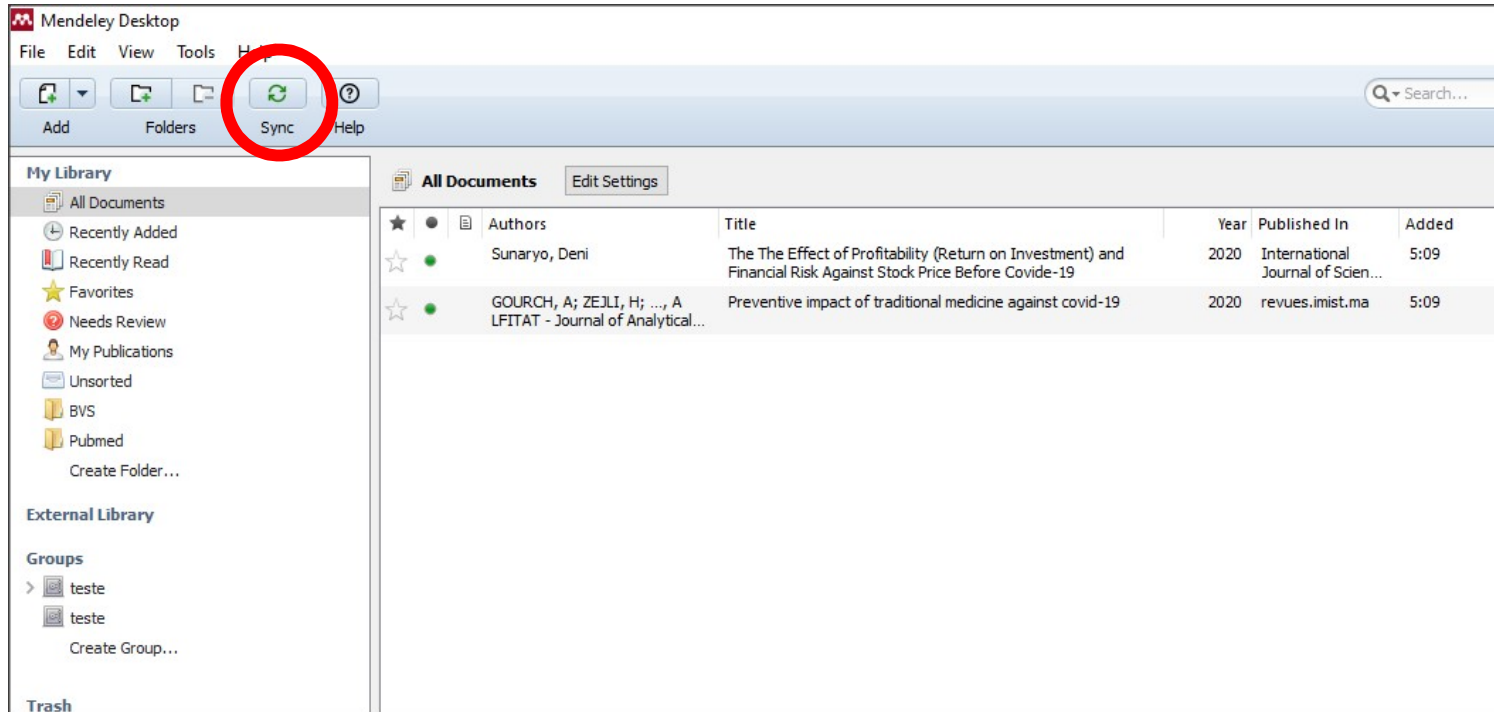 Mendeley Desktop
File Edit View Tools Help
Add Folders Sync Help
Search...
My Library
All Documents
Recently Added
Recently Read
Favorites
Needs Review
My Publications
Unsorted
BVS
Pubmed
Create Folder...
External Library
Groups
teste
teste
Create Group...
Trash
All Documents Edit Settings
Authors Title Year Published In Added
Sunaryo, Deni The The Effect of Profitability (Return on Investment) and 2020 International 5:09
Financial Risk Against Stock Price Before Covide-19 Journal of Scien...
GOURCH, A; ZEJLI, H; ..., A Preventive impact of traditional medicine against covid-19 2020 revues.imist.ma 5:09
LFITAT - Journal of Analytical...